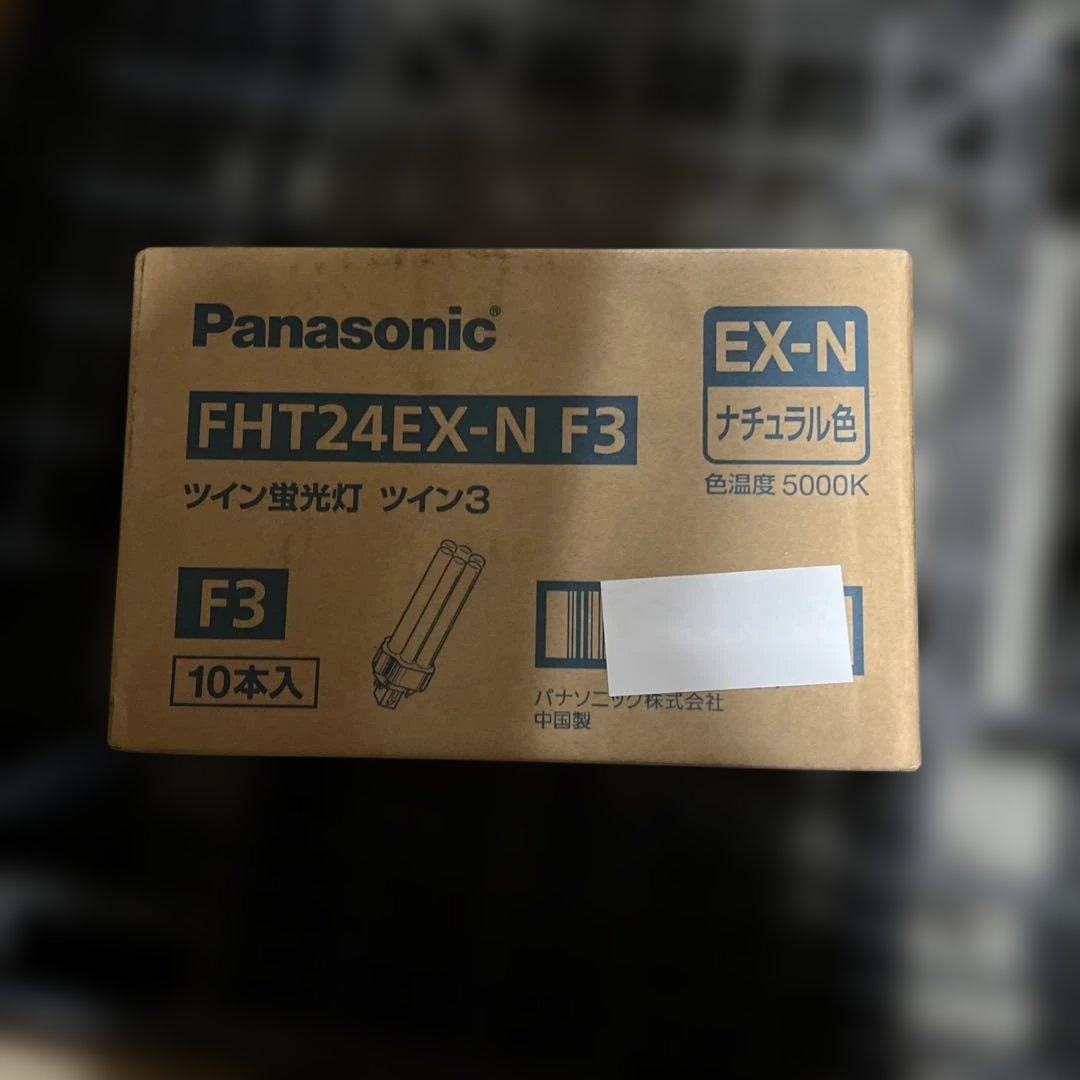 Panasonic®
EX-N
FHT24EX-N F3
ナチュラル色
ツイン蛍光灯 ツイン3
色温度 5000K
F3
10本入
パナソニック株式会社
中国製